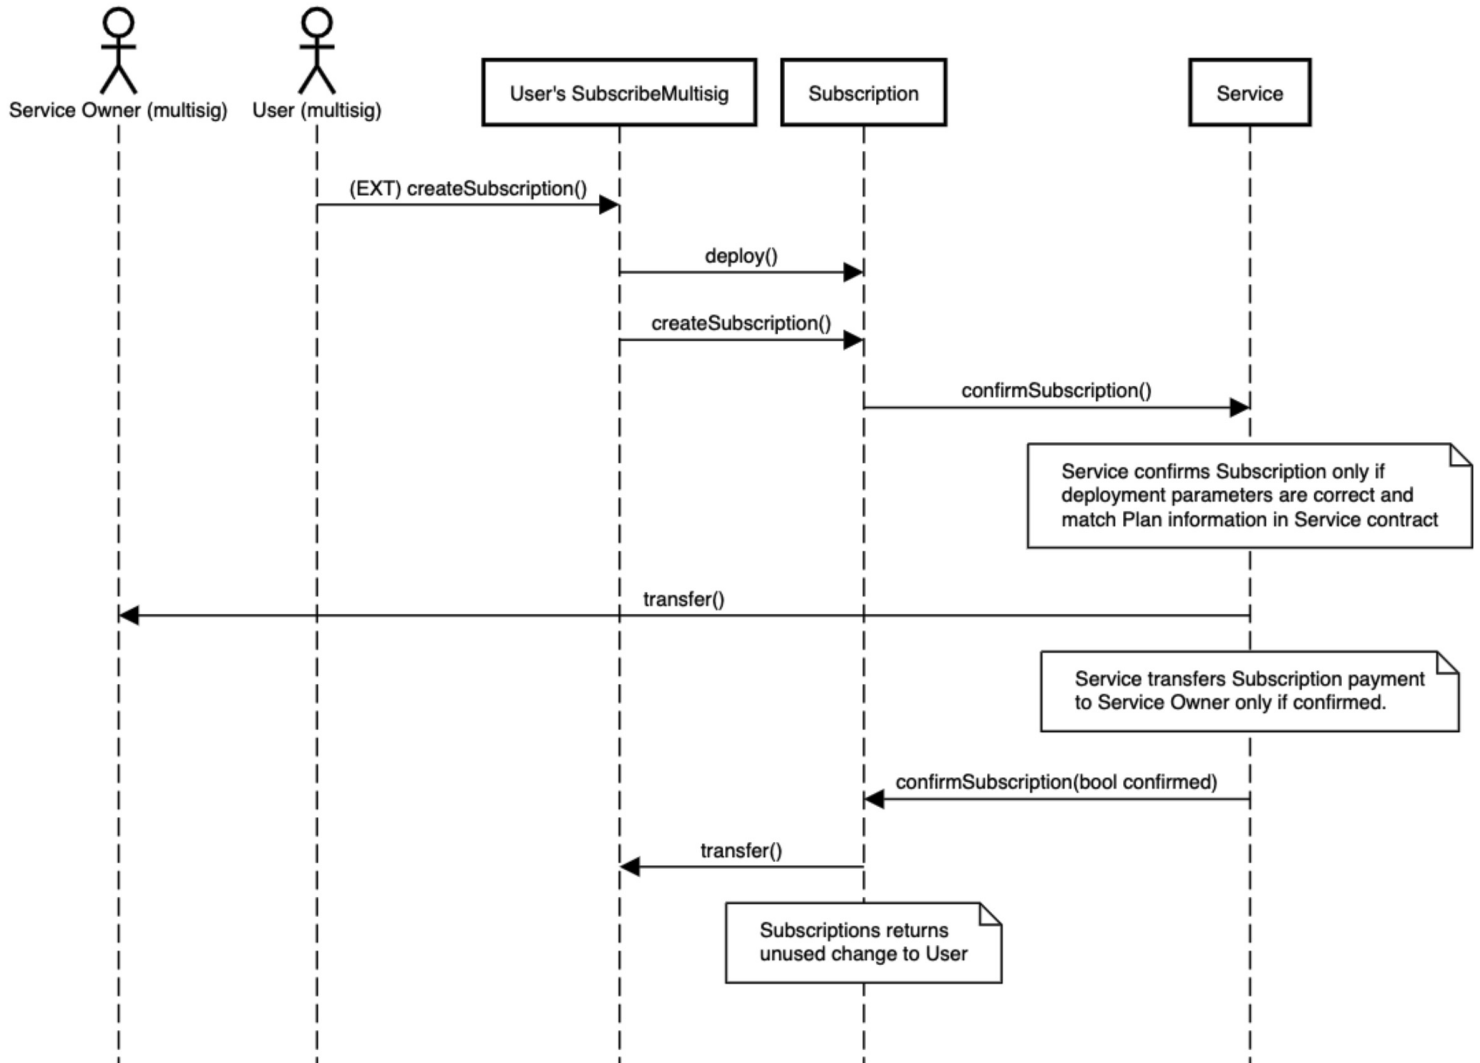 Service Owner (multisig)
User (multisig)
User's SubscribeMultisig
Subscription
Service
(EXT) createSubscription()
deploy()
createSubscription()
confirmSubscription()
Service confirms Subscription only if
deployment parameters are correct and
match Plan information in Service contract
transfer()
Service transfers Subscription payment
to Service Owner only if confirmed.
confirmSubscription(bool confirmed)
transfer()
Subscriptions returns
unused change to User